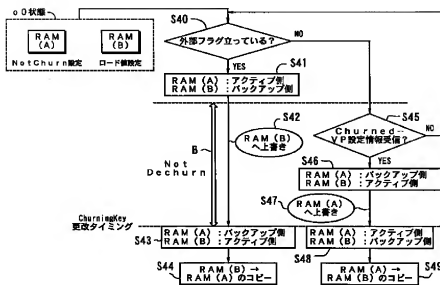 o0状態
RAM
(A)
RAM
(B)
NotChurn設定
ロード値設定
S40
外部フラグ立っている?
NO
YES
S41
RAM (A) :アクティブ側
RAM (B) :バックアップ側
S42
RAM (B)
へ上書き
B
Not
Dechurn
S45
Churned-
VP設定情報受信?
NO
YES
S46
RAM (A) :バックアップ側
RAM (B) :アクティブ側
S47
RAM (A)
へ上書き
ChurningKey
更改タイミング
S43
RAM (A) :バックアップ側
RAM (B) :アクティブ側
RAM (A) :アクティブ側
RAM (B) :バックアップ側
S48
S44
RAM (B) →
RAM (A) のコピー
RAM (A) →
RAM (B) のコピー
S49